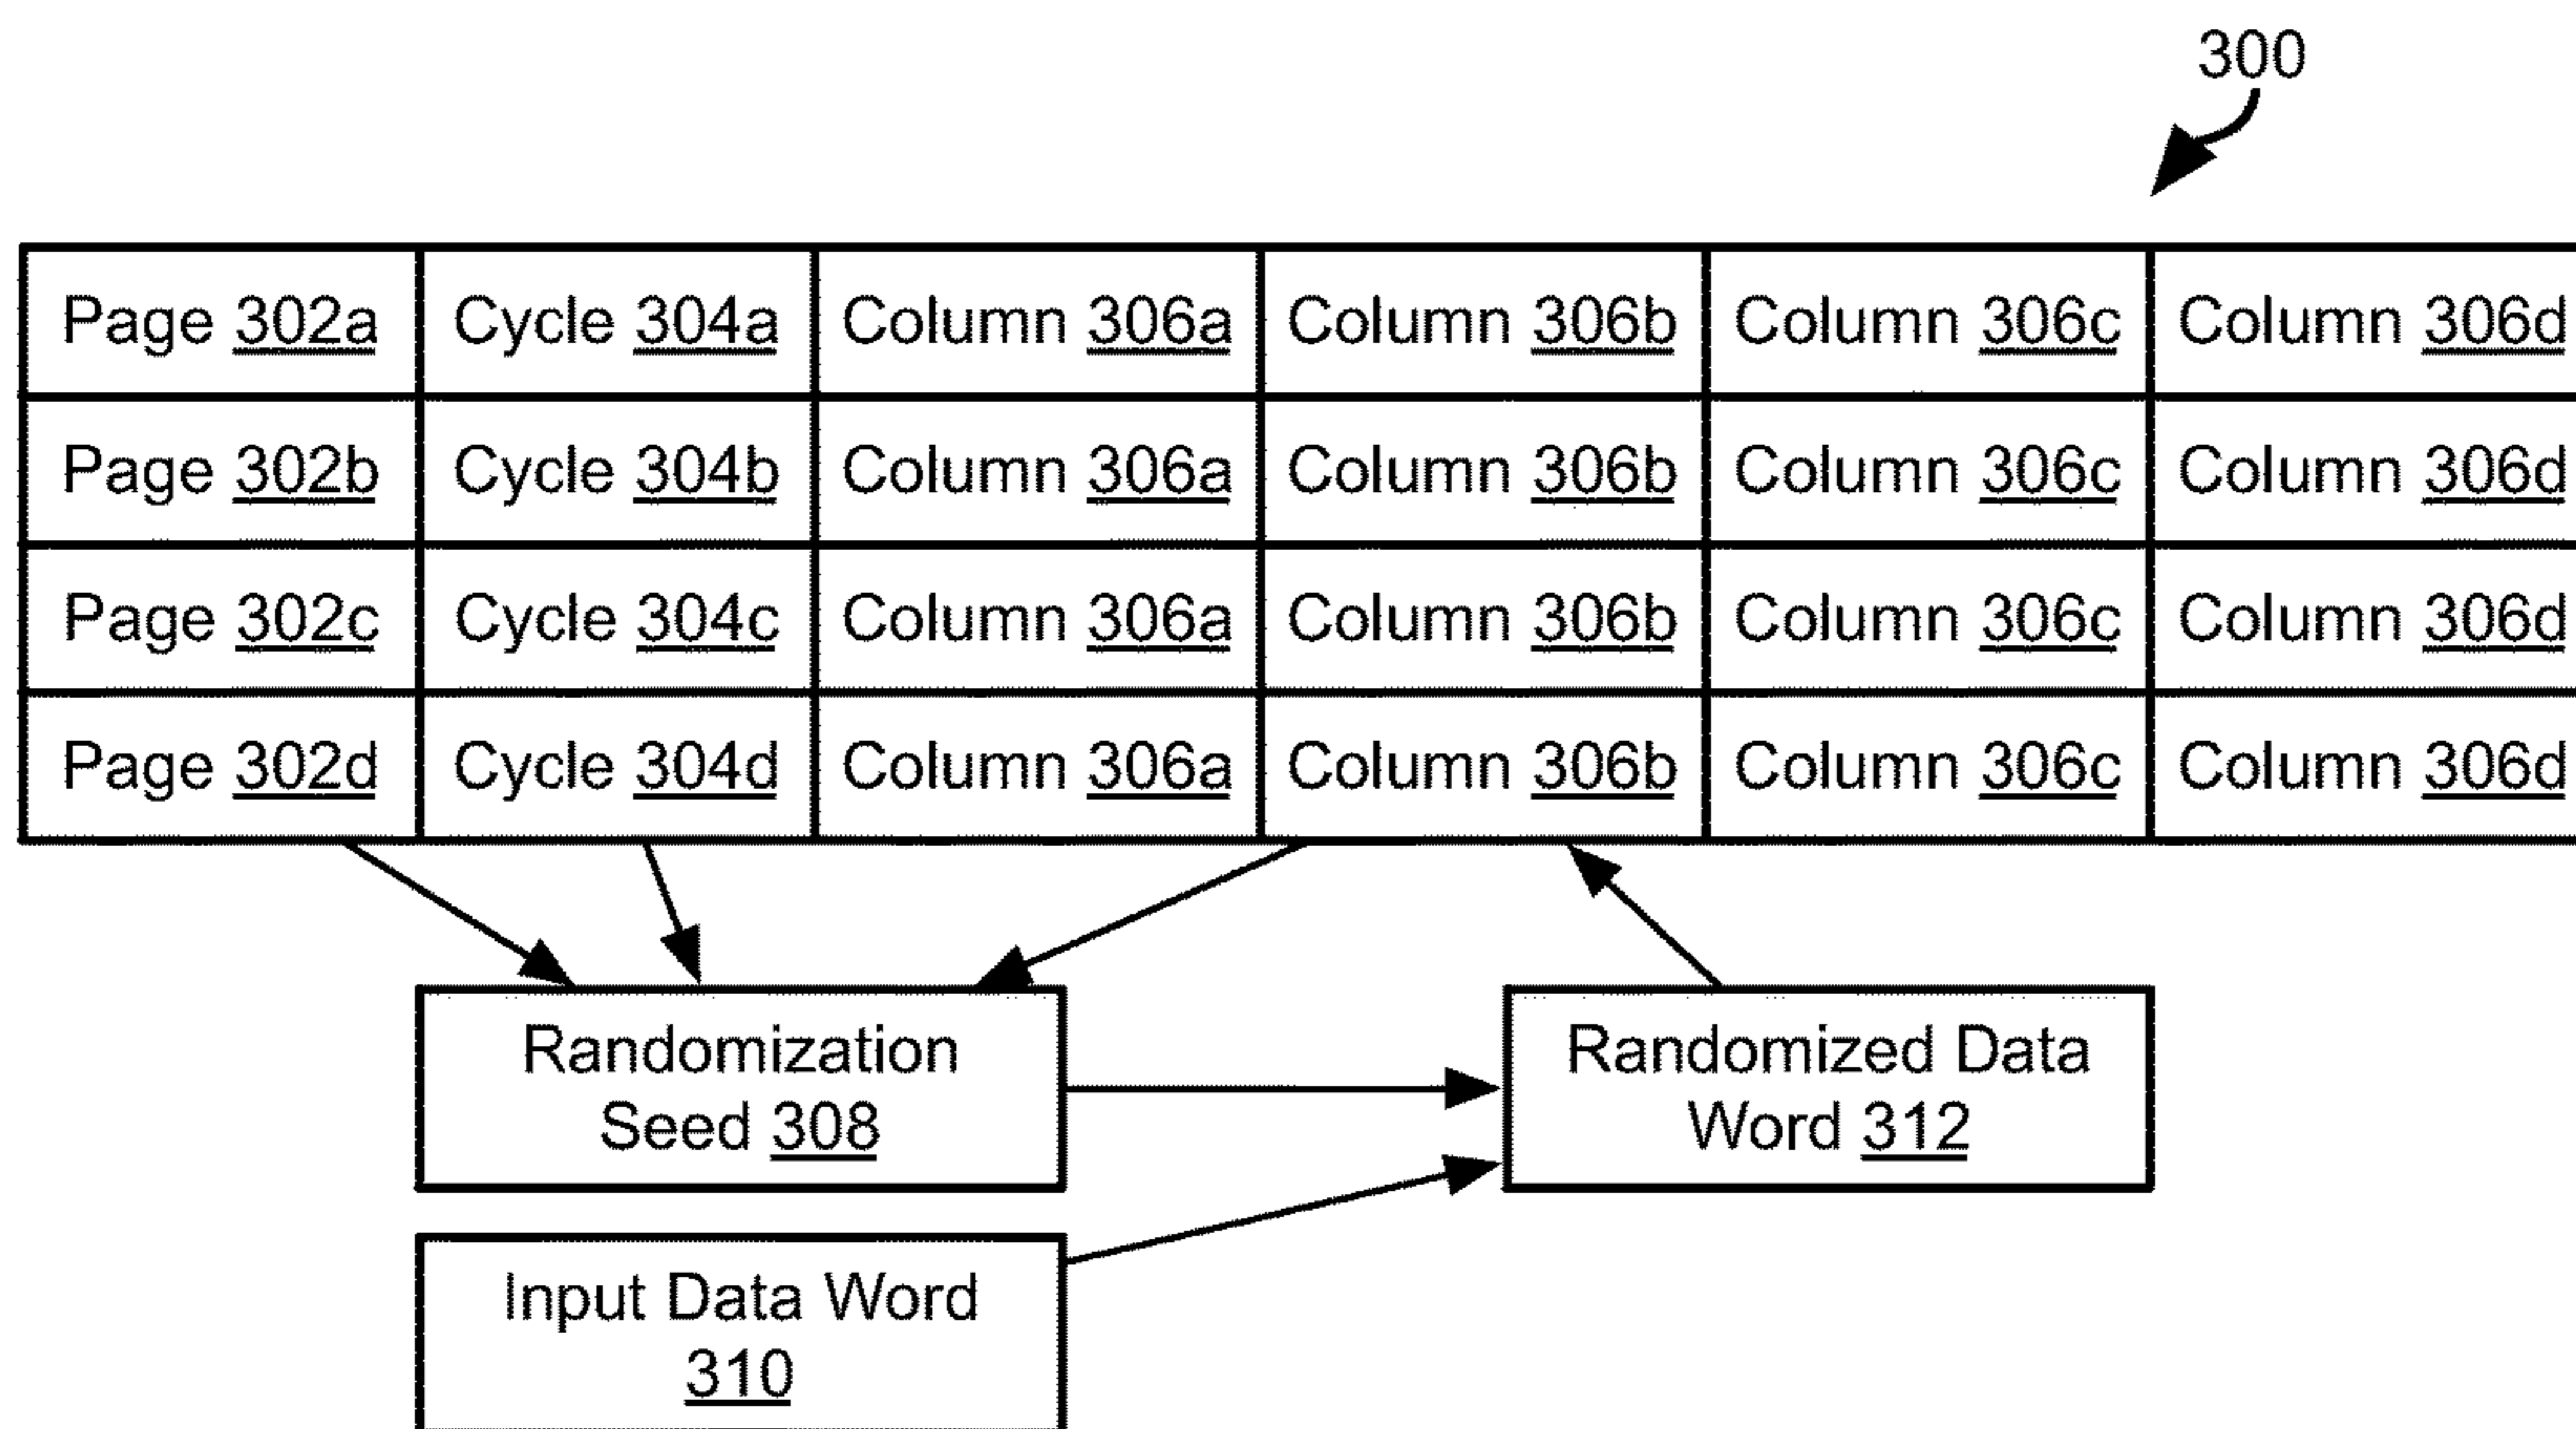 300
Page 302a Cycle 304a Column 306a Column 306b Column 306c Column 306d
Page 302b Cycle 304b Column 306a Column 306b Column 306c Column 306d
Page 302c Cycle 304c Column 306a Column 306b Column 306c Column 306d
Page 302d Cycle 304d Column 306a Column 306b Column 306c Column 306d
Randomization
Seed 308
Randomized Data
Word 312
Input Data Word
310